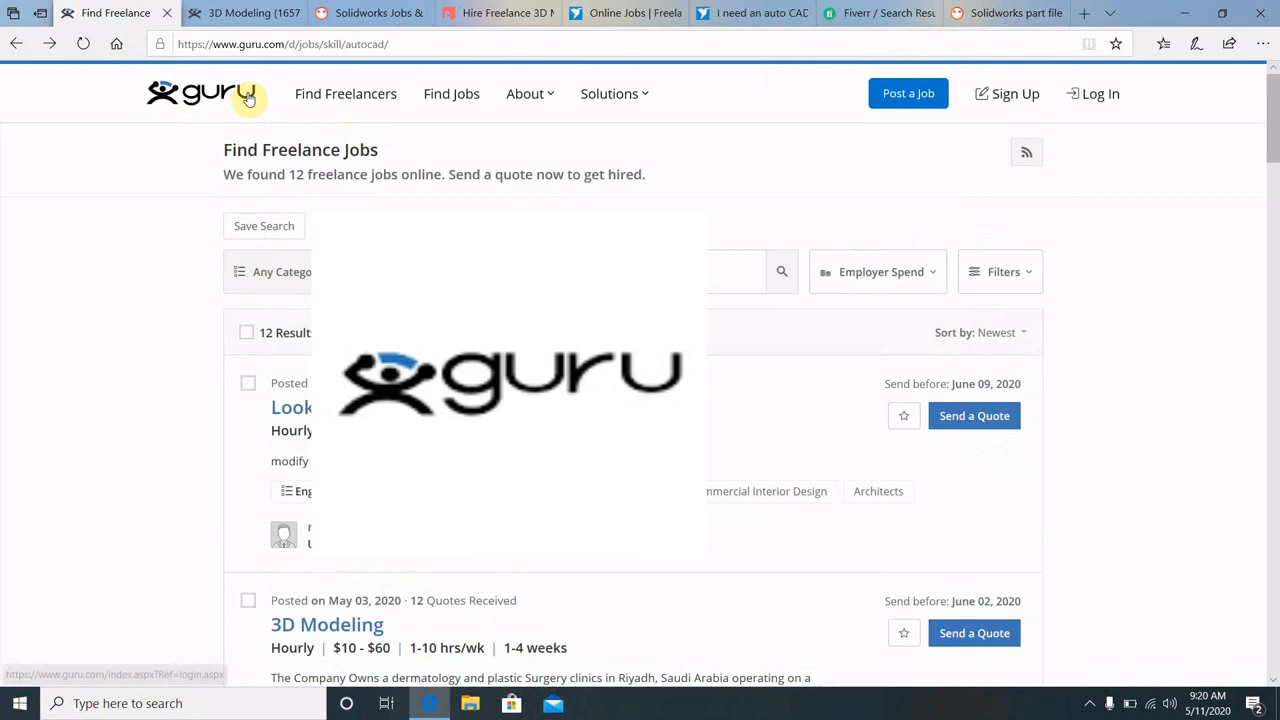 Find Freelance Jobs
3D Modeling (1657
Solidworks Jobs &
Hire Freelance 3D M
Online Jobs | Freela
I need an auto CAD
Fiverr / Search Resu
Solidworks part file
https://www.guru.com/d/jobs/skill/autocad/
guru
Find Freelancers
Find Jobs
About
Solutions
Post a Job
Sign Up
Log In
Find Freelance Jobs
We found 12 freelance jobs online. Send a quote now to get hired.
Save Search
Any Catego
Employer Spend
Filters
12 Results
Sort by: Newest
Posted
Send before: June 09, 2020
Look
Send a Quote
Hourly
guru
modify
Eng
mmercial Interior Design
Architects
Posted on May 03, 2020 · 12 Quotes Received
Send before: June 02, 2020
3D Modeling
Send a Quote
Hourly | $10 - $60 | 1-10 hrs/wk | 1-4 weeks
The Company Owns a dermatology and plastic Surgery clinics in Riyadh, Saudi Arabia operating on a
https://www.guru.com/index.aspx?Ref=login.aspx
Type here to search
9:20 AM
5/11/2020
2